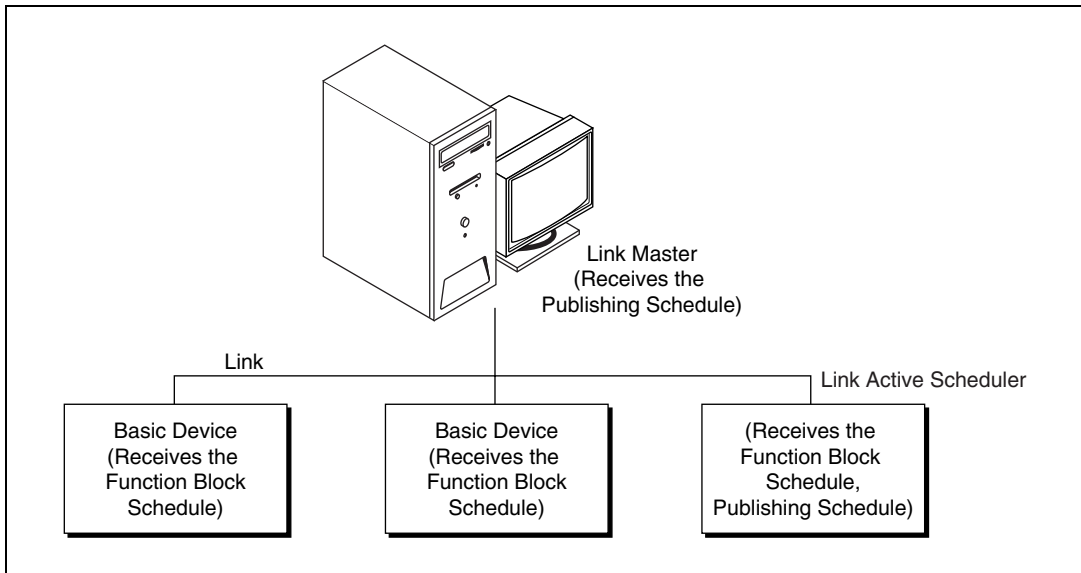 Link Master
(Receives the
Publishing Schedule)
Link
Link Active Scheduler
Basic Device
(Receives the
Function Block
Schedule)
Basic Device
(Receives the
Function Block
Schedule)
(Receives the
Function Block
Schedule,
Publishing Schedule)